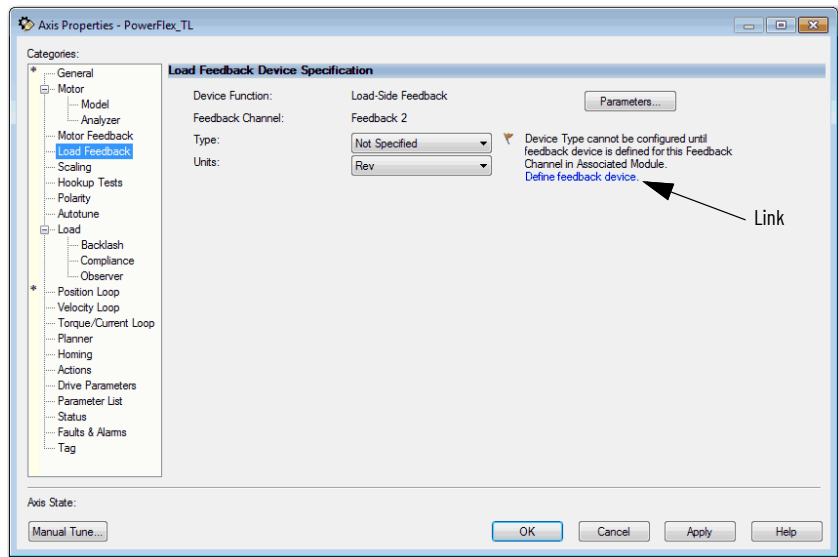 Axis Properties - PowerFlex_TL
Categories:
* General
Motor
Model
Analyzer
Motor Feedback
Load Feedback
Scaling
Hookup Tests
Polarity
Autotune
Load
Backlash
Compliance
Observer
* Position Loop
Velocity Loop
Torque/Current Loop
Planner
Homing
Actions
Drive Parameters
Parameter List
Status
Faults & Alarms
Tag
Load Feedback Device Specification
Device Function: Load-Side Feedback
Parameters...
Feedback Channel: Feedback 2
Type: Not Specified
Units: Rev
Device Type cannot be configured until
feedback device is defined for this Feedback
Channel in Associated Module.
Define feedback device.
Link
Axis State:
Manual Tune... OK Cancel Apply Help